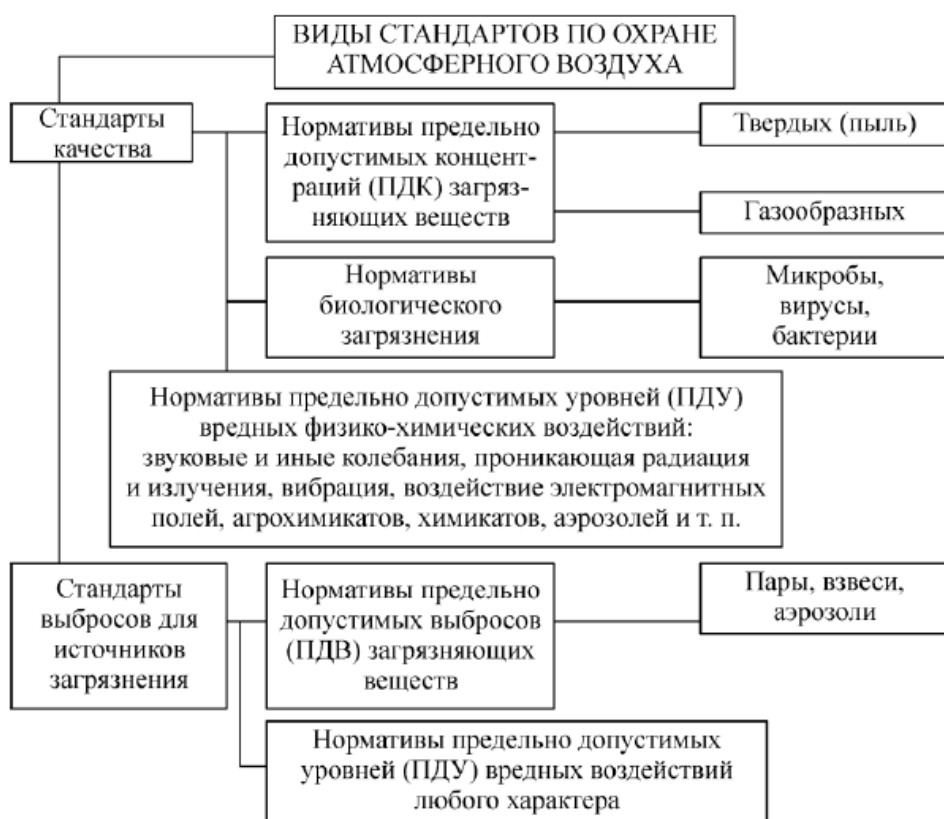 ВИДЫ СТАНДАРТОВ ПО ОХРАНЕ
АТМОСФЕРНОГО ВОЗДУХА
Стандарты
качества
Нормативы предельно
допустимых концент-
раций (ПДК) загряз-
няющих веществ
Твердых (пыль)
Газообразных
Нормативы
биологического
загрязнения
Микробы,
вирусы,
бактерии
Нормативы предельно допустимых уровней (ПДУ)
вредных физико-химических воздействий:
звуковые и иные колебания, проникающая радиация
и излучения, вибрация, воздействие электромагнитных
полей, агрохимикатов, химикатов, аэрозолей и т. п.
Стандарты
выбросов для
источников
загрязнения
Нормативы предельно
допустимых выбросов
(ПДВ) загрязняющих
веществ
Пары, взвеси,
аэрозоли
Нормативы предельно допустимых
уровней (ПДУ) вредных воздействий
любого характера